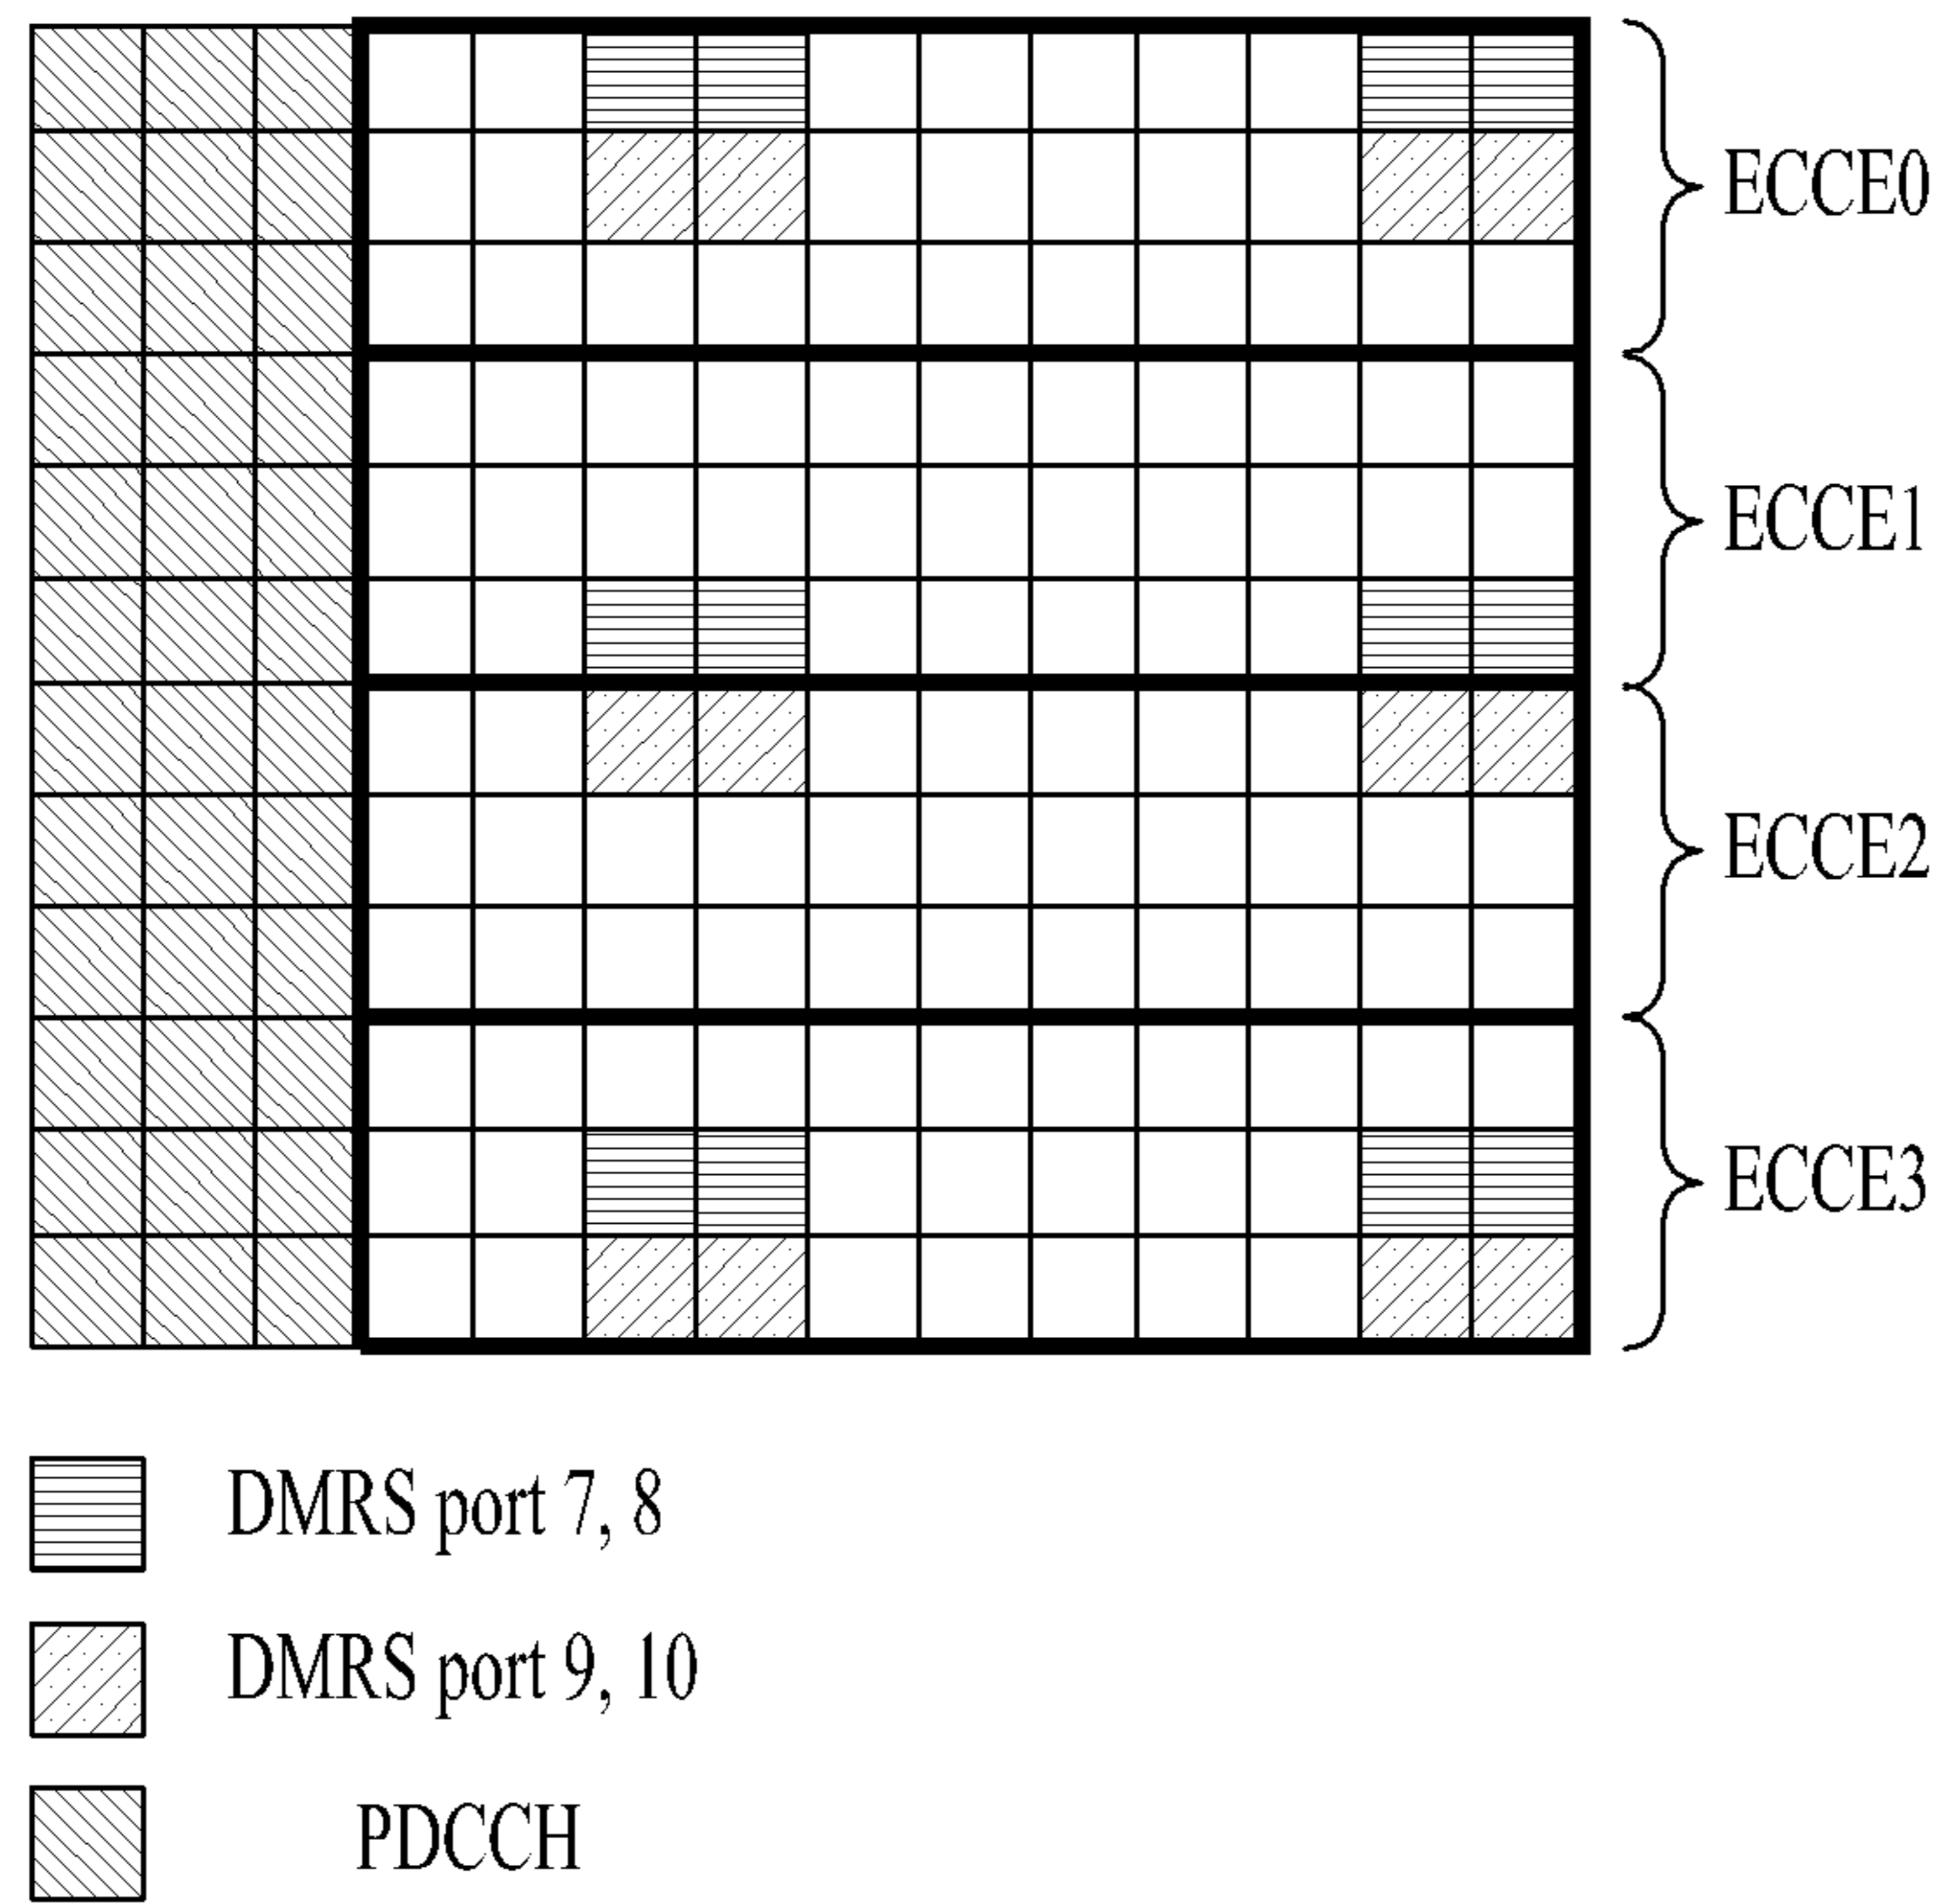 ECCE0
ECCE1
ECCE2
ECCE3
DMRS port 7, 8
DMRS port 9, 10
PDCCH